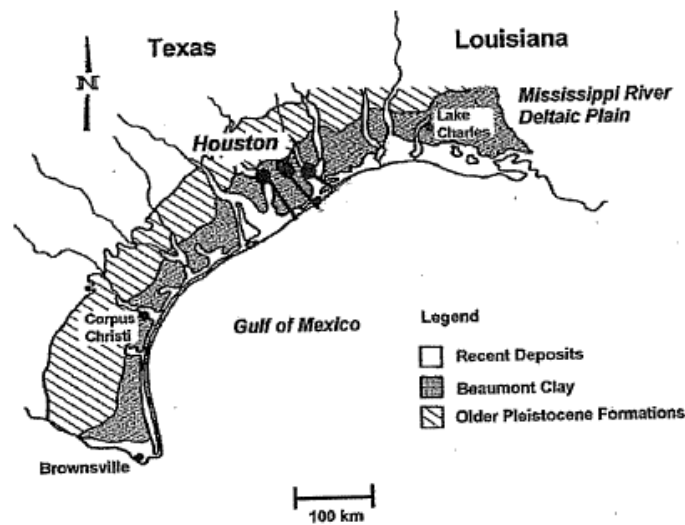 Texas
Louisiana
N
Mississippi River
Deltaic Plain
Lake
Charles
Houston
Corpus
Christi
Gulf of Mexico
Legend
Recent Deposits
Beaumont Clay
Older Pleistocene Formations
Brownsville
100 km